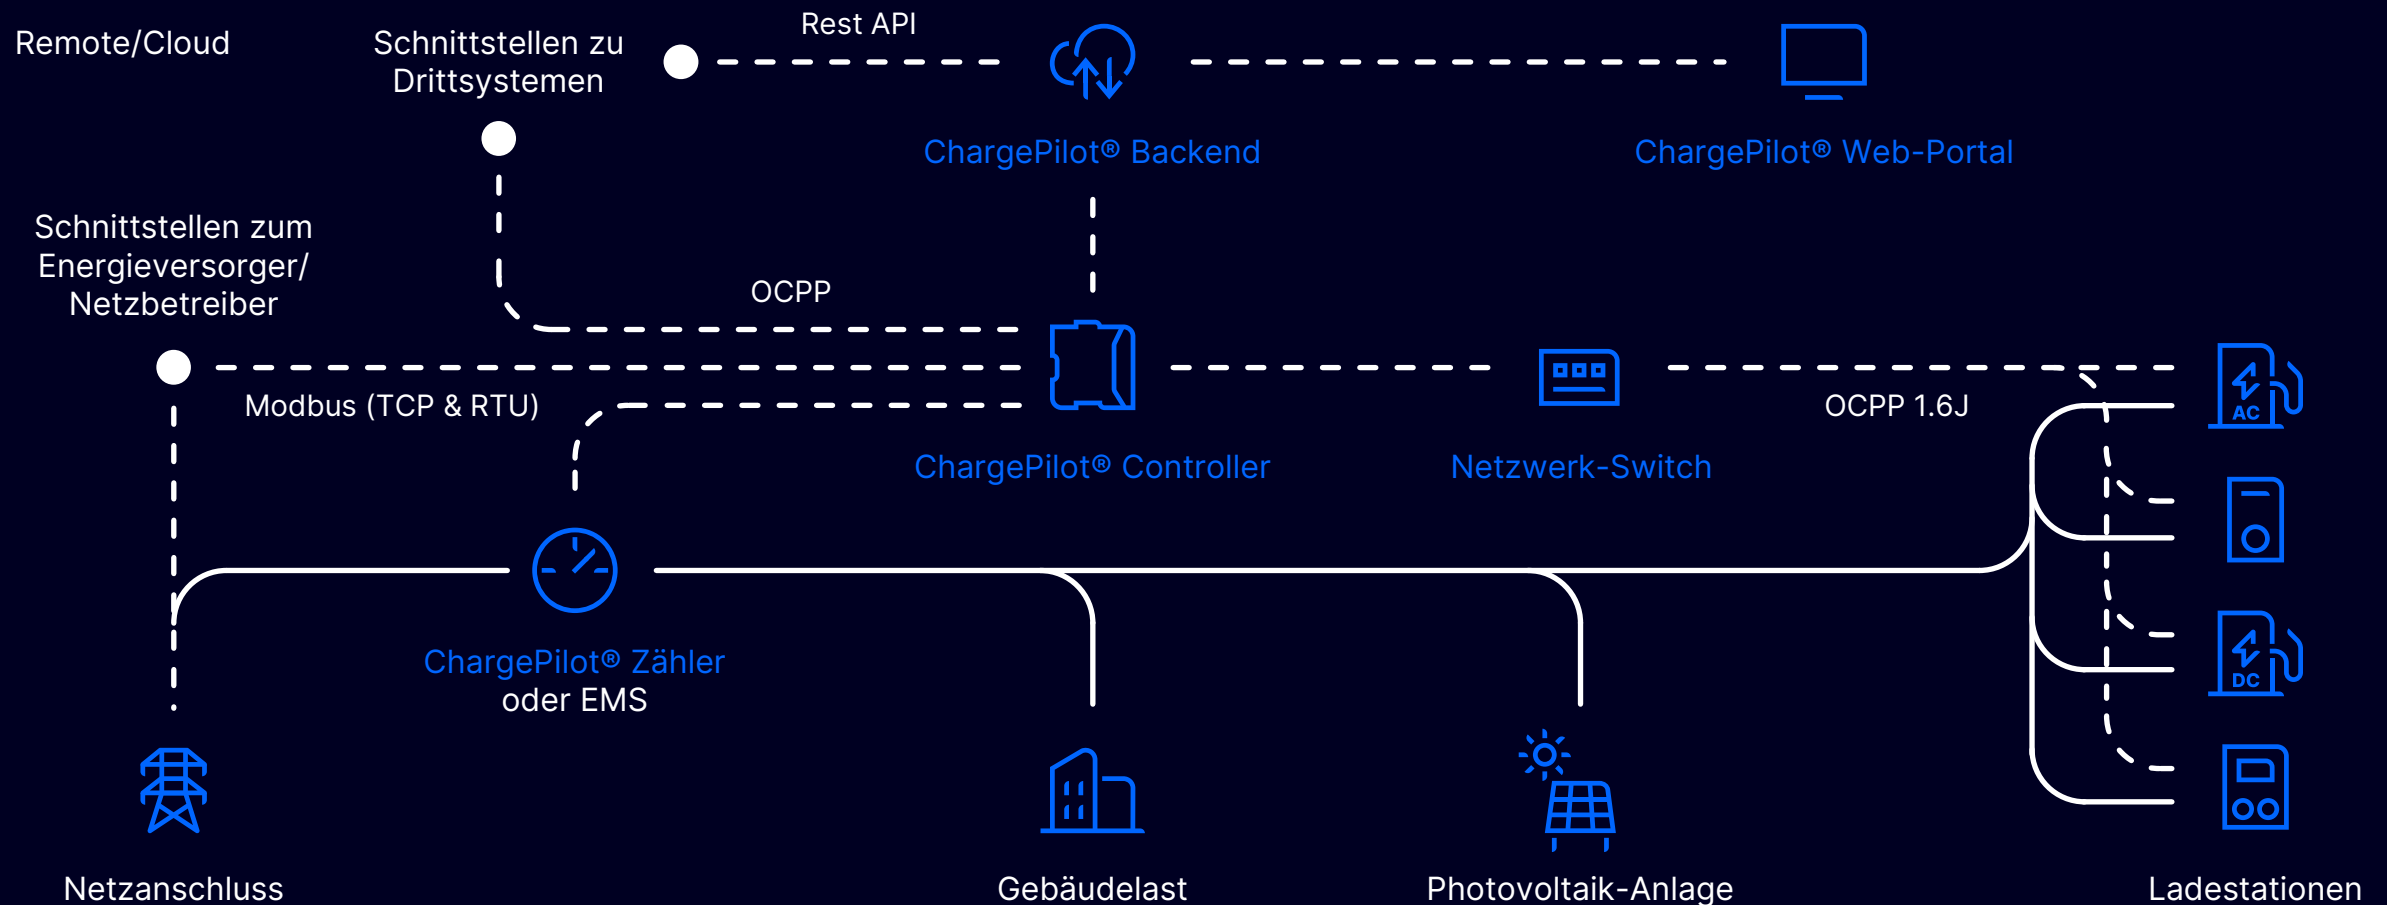 Remote/Cloud
Schnittstellen zu
Drittsystemen
Rest API
ChargePilot® Backend
ChargePilot® Web-Portal
Schnittstellen zum
Energieversorger/
Netzbetreiber
OCPP
Modbus (TCP & RTU)
OCPP 1.6J
AC
ChargePilot® Controller
Netzwerk-Switch
ChargePilot® Zähler
oder EMS
DC
Netzanschluss
Gebäudelast
Photovoltaik-Anlage
Ladestationen